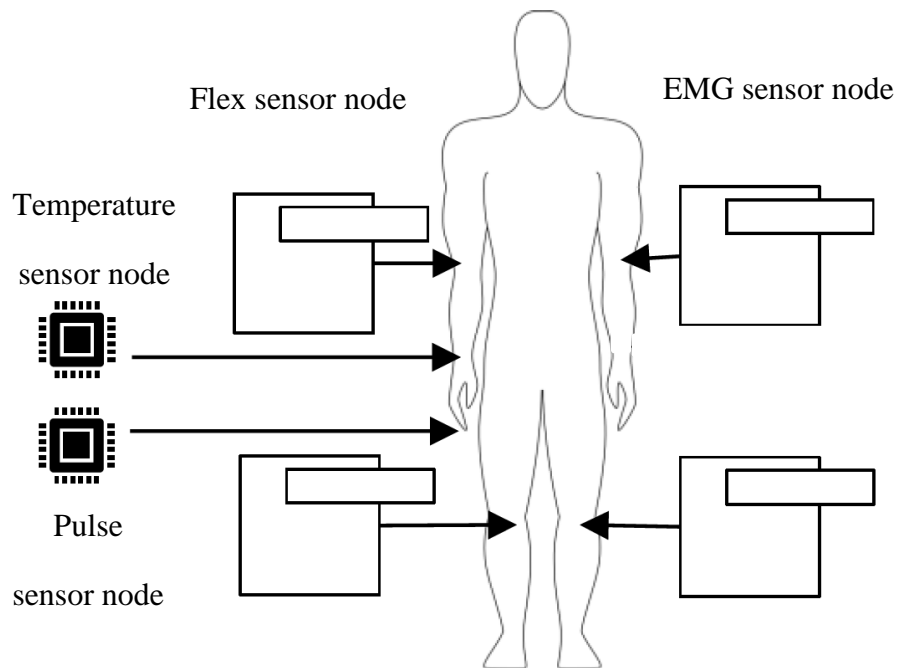 Flex sensor node
EMG sensor node
Temperature
sensor node
Pulse
sensor node